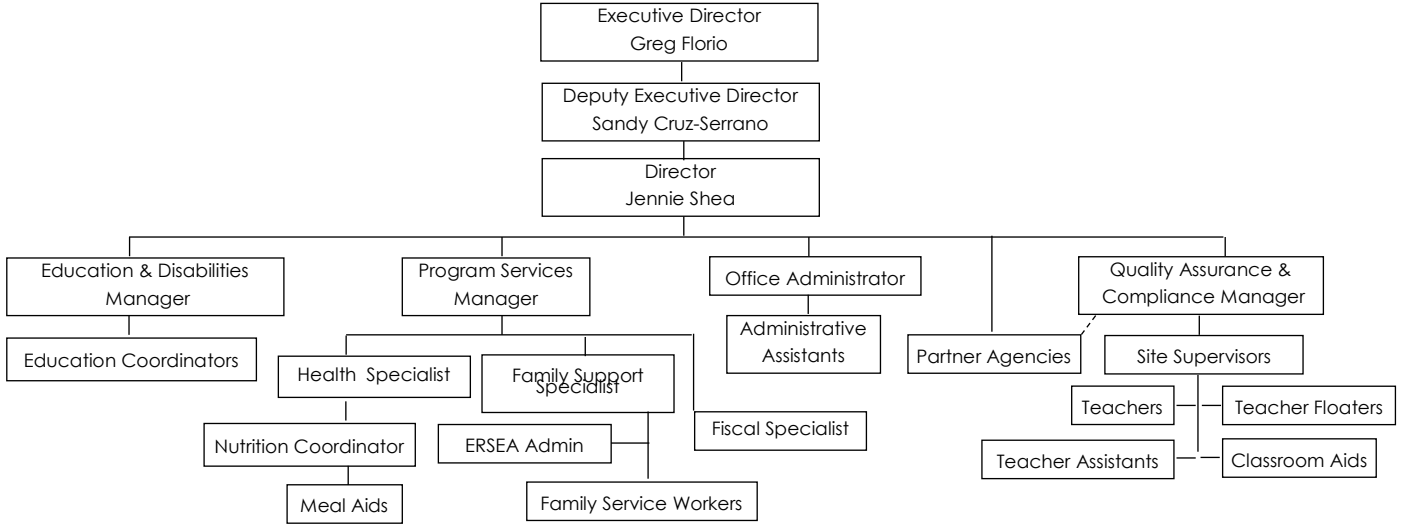 Executive Director
Greg Florio
Deputy Executive Director
Sandy Cruz-Serrano
Director
Jennie Shea
Education & Disabilities
Manager
Program Services
Manager
Office Administrator
Quality Assurance &
Compliance Manager
Education Coordinators
Administrative
Assistants
Partner Agencies
Site Supervisors
Health Specialist
Family Support
Specialist
Teachers
Teacher Floaters
Fiscal Specialist
Nutrition Coordinator
ERSEA Admin
Teacher Assistants
Classroom Aids
Meal Aids
Family Service Workers